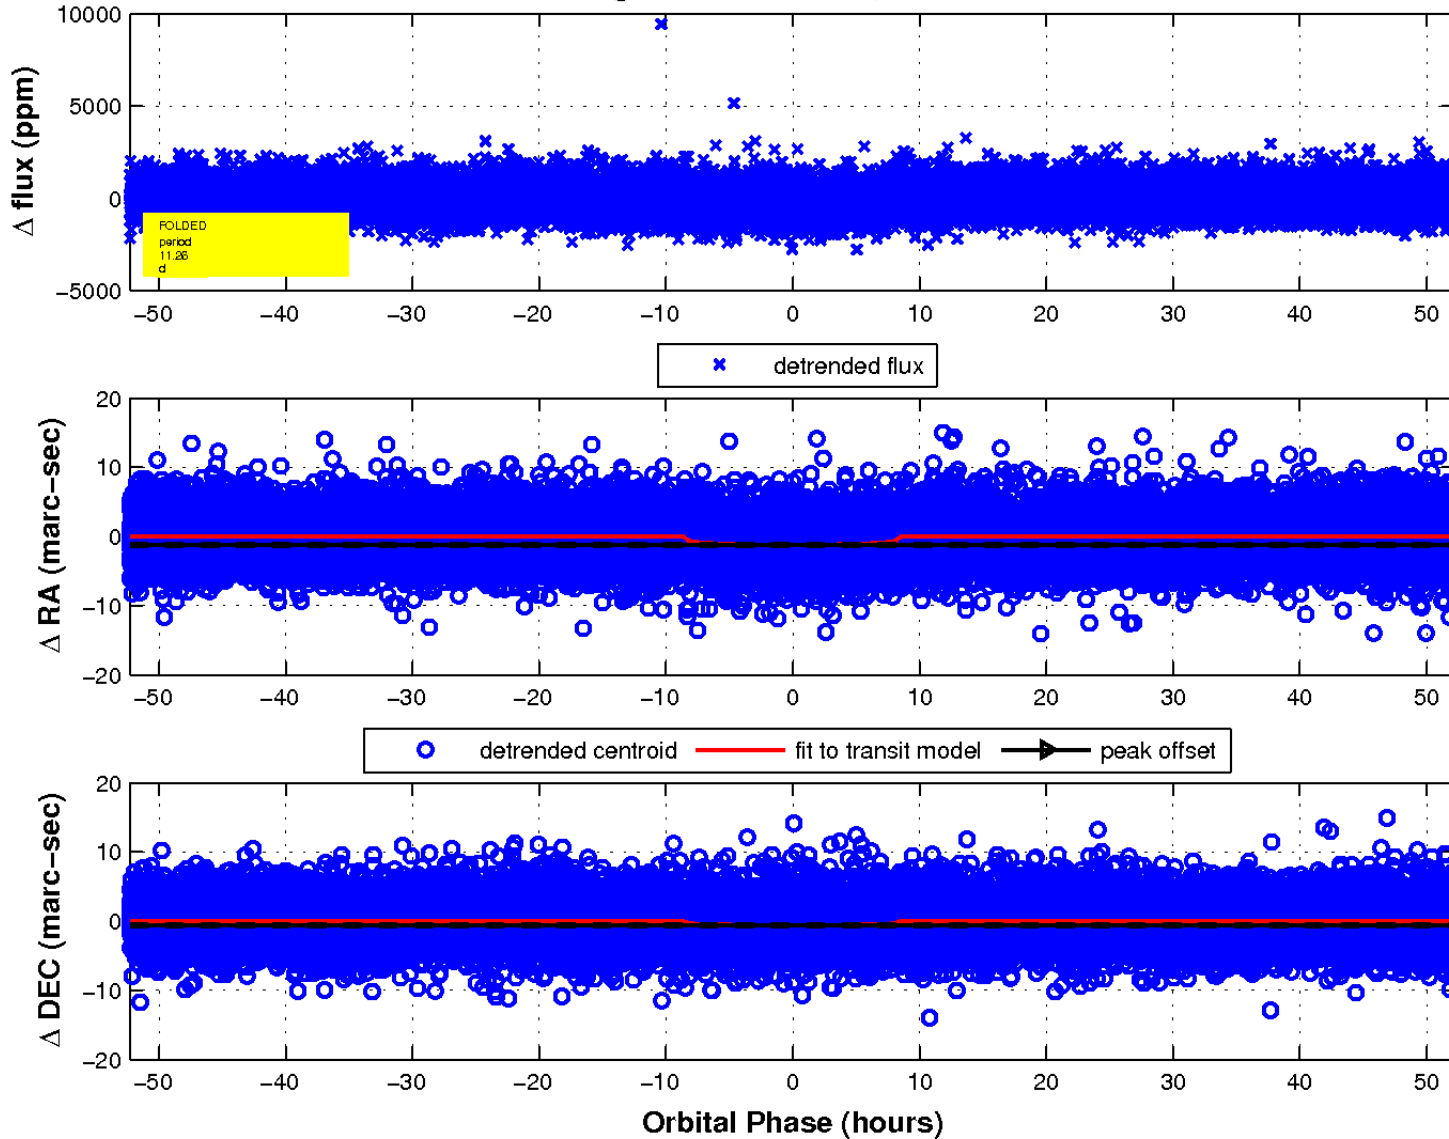 10000
5000
0
−5000
Δ flux (ppm)
FOLDED
period
11.26
d
−50 −40 −30 −20 −10 0 10 20 30 40 50
detrended flux
20
10
0
−10
−20
Δ RA (marc−sec)
−50 −40 −30 −20 −10 0 10 20 30 40 50
detrended centroid fit to transit model peak offset
20
10
0
−10
−20
Δ DEC (marc−sec)
−50 −40 −30 −20 −10 0 10 20 30 40 50
Orbital Phase (hours)